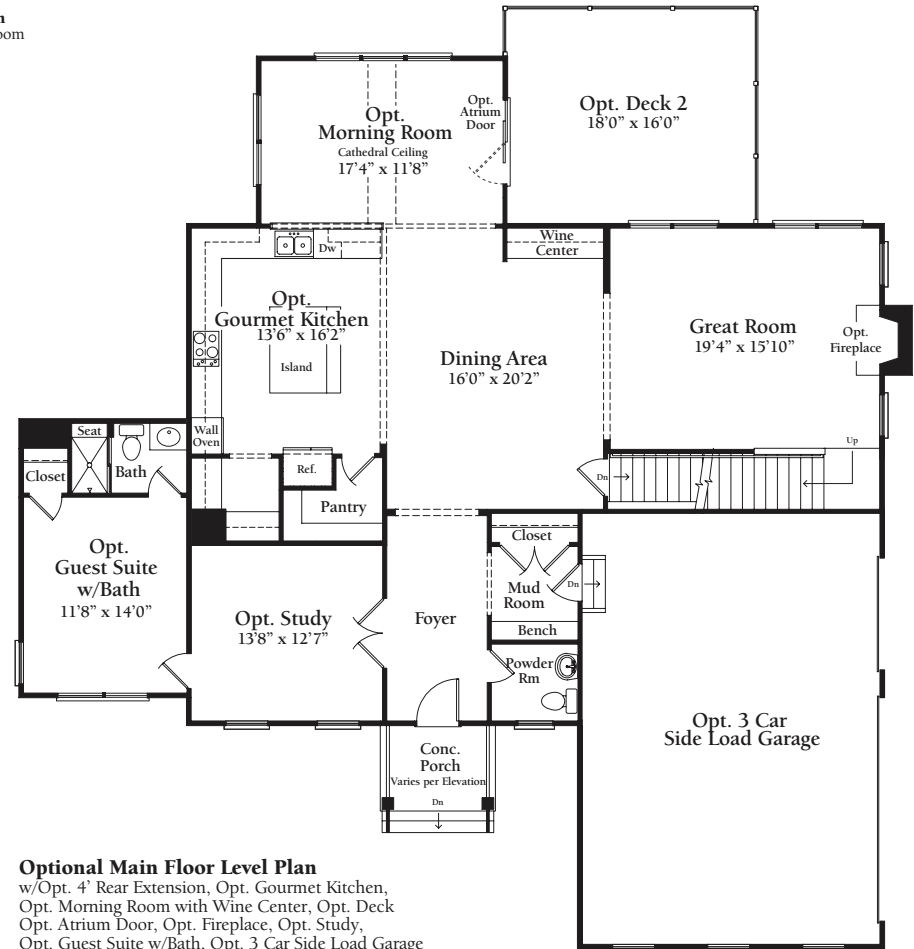 n
oom
Opt.
Morning Room
Cathedral Ceiling
17'4" x 11'8"
Opt.
Atrium
Door
Opt. Deck 2
18'0" x 16'0"
Dw
Wine
Center
Opt.
Gourmet Kitchen
13'6" x 16'2"
Island
Dining Area
16'0" x 20'2"
Great Room
19'4" x 15'10"
Opt.
Fireplace
Wall
Oven
Seat
Closet
Bath
Ref.
Pantry
Up
Dn
Opt.
Guest Suite
w/Bath
11'8" x 14'0"
Opt. Study
13'8" x 12'7"
Foyer
Closet
Mud
Room
Bench
Dn
Powder
Rm
Opt. 3 Car
Side Load Garage
Conc.
Porch
Varies per Elevation
Dn
Optional Main Floor Level Plan
w/Opt. 4' Rear Extension, Opt. Gourmet Kitchen,
Opt. Morning Room with Wine Center, Opt. Deck
Opt. Atrium Door, Opt. Fireplace, Opt. Study,
Opt. Guest Suite w/Bath, Opt. 3 Car Side Load Garage